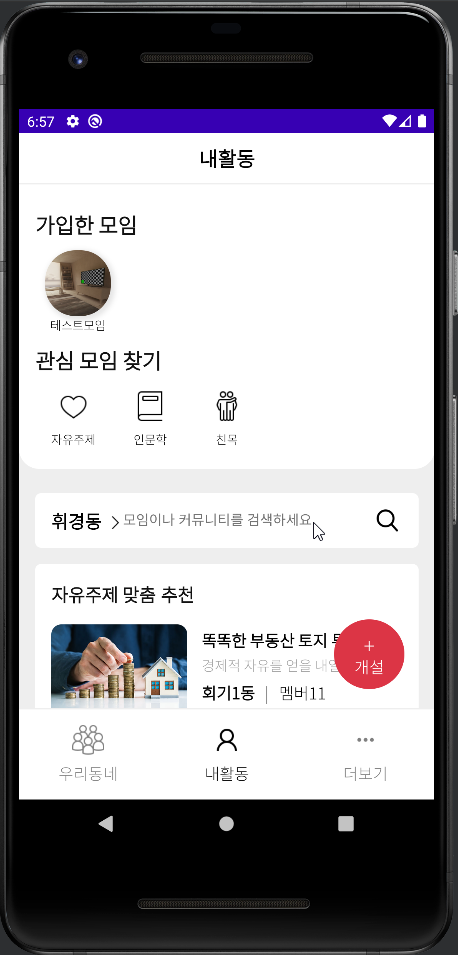 6:57
내활동
가입한 모임
테스트모임
관심 모임 찾기
자유주제 인문학 친목
휘경동 > 모임이나 커뮤니티를 검색하세요
자유주제 맞춤 추천
똑똑한 부동산 토지
경제적 자유를 얻을
회기1동 | 멤버11
+
개설
우리동네 내활동 더보기